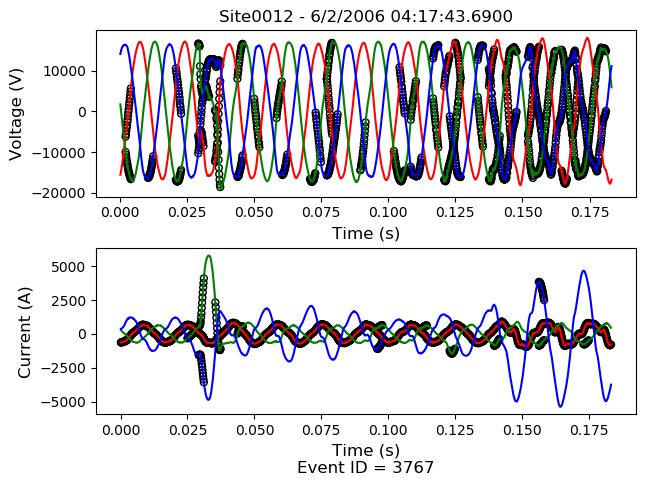 Site0012 - 6/2/2006 04:17:43.6900
Voltage (V)
10000
0
−10000
−20000
0.000 0.025 0.050 0.075 0.100 0.125 0.150 0.175
Time (s)
Current (A)
5000
2500
0
−2500
−5000
0.000 0.025 0.050 0.075 0.100 0.125 0.150 0.175
Time (s)
Event ID = 3767